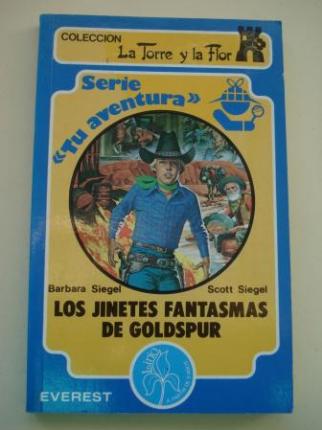 COLECCION La Torre y la Flor
Serie
«Tu aventura»
Barbara Siegel Scott Siegel
LOS JINETES FANTASMAS
DE GOLDSPUR
EVEREST